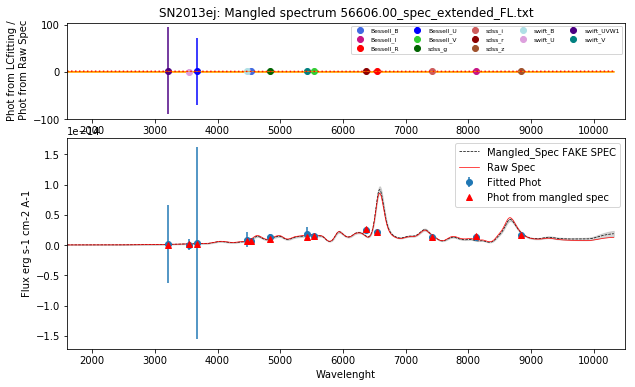 SN2013ej: Mangled spectrum 56606.00_spec_extended_FL.txt
Phot from LCfitting /
Phot from Raw Spec
100
0
−100
Bessell_B
Bessell_I
Bessell_R
Bessell_U
Bessell_V
sdss_g
sdss_i
sdss_r
sdss_z
swift_B
swift_U
swift_UVW1
swift_V
2000 3000 4000 5000 6000 7000 8000 9000 10000
1e−14
Flux erg s-1 cm-2 A-1
1.5
1.0
0.5
0.0
−0.5
−1.0
−1.5
Mangled_Spec FAKE SPEC
Raw Spec
Fitted Phot
Phot from mangled spec
2000 3000 4000 5000 6000 7000 8000 9000 10000
Wavelenght